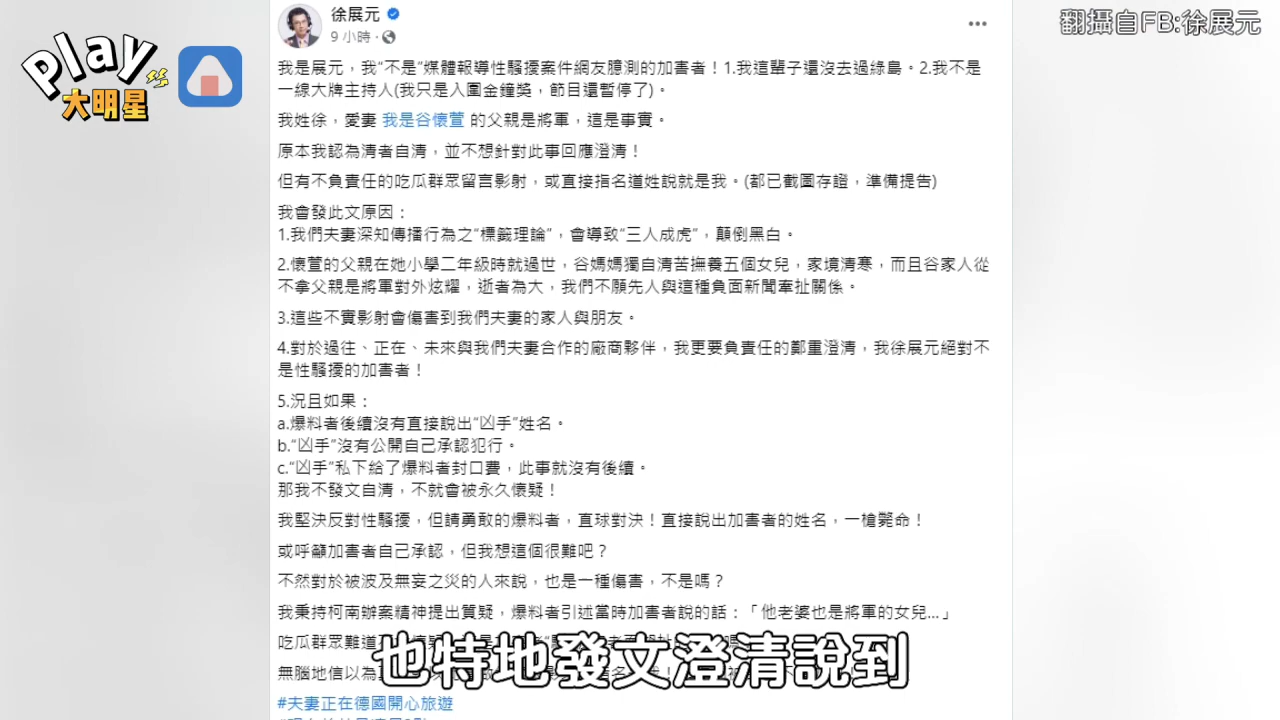 徐展元
9 小時
翻攝自FB:徐展元
Play
大明星
我是展元，我“不是”媒體報導性騷擾案件網友臆測的加害者！1.我這輩子還沒去過綠島。2.我不是
一線大牌主持人(我只是入圍金鐘獎，節目還暫停了)。
我姓徐，愛妻 我是谷懷萱 的父親是將軍，這是事實。
原本我認為清者自清，並不想針對此事回應澄清！
但有不負責任的吃瓜群眾留言影射，或直接指名道姓說就是我。(都已截圖存證，準備提告)
我會發此文原因：
1.我們夫妻深知傳播行為之“標籤理論”，會導致“三人成虎”，顛倒黑白。
2.懷萱的父親在她小學二年級時就過世，谷媽媽獨自清苦撫養五個女兒，家境清寒，而且谷家人從
不拿父親是將軍對外炫耀，逝者為大，我們不願先人與這種負面新聞牽扯關係。
3.這些不實影射會傷害到我們夫妻的家人與朋友。
4.對於過往、正在、未來與我們夫妻合作的廠商夥伴，我更要負責任的鄭重澄清，我徐展元絕對不
是性騷擾的加害者！
5.況且如果：
a.爆料者後續沒有直接說出“凶手”姓名。
b.“凶手”沒有公開自己承認犯行。
c.“凶手”私下給了爆料者封口費，此事就沒有後續。
那我不發文自清，不就會被永久懷疑！
我堅決反對性騷擾，但請勇敢的爆料者，直球對決！直接說出加害者的姓名，一槍斃命！
或呼籲加害者自己承認，但我想這個很難吧？
不然對於被波及無妄之災的人來說，也是一種傷害，不是嗎？
我秉持柯南辦案精神提出質疑，爆料者引述當時加害者說的話：「他老婆也是將軍的女兒...」
吃瓜群眾難道
無腦地信以為
也特地發文澄清說到
#夫妻正在德國開心旅遊